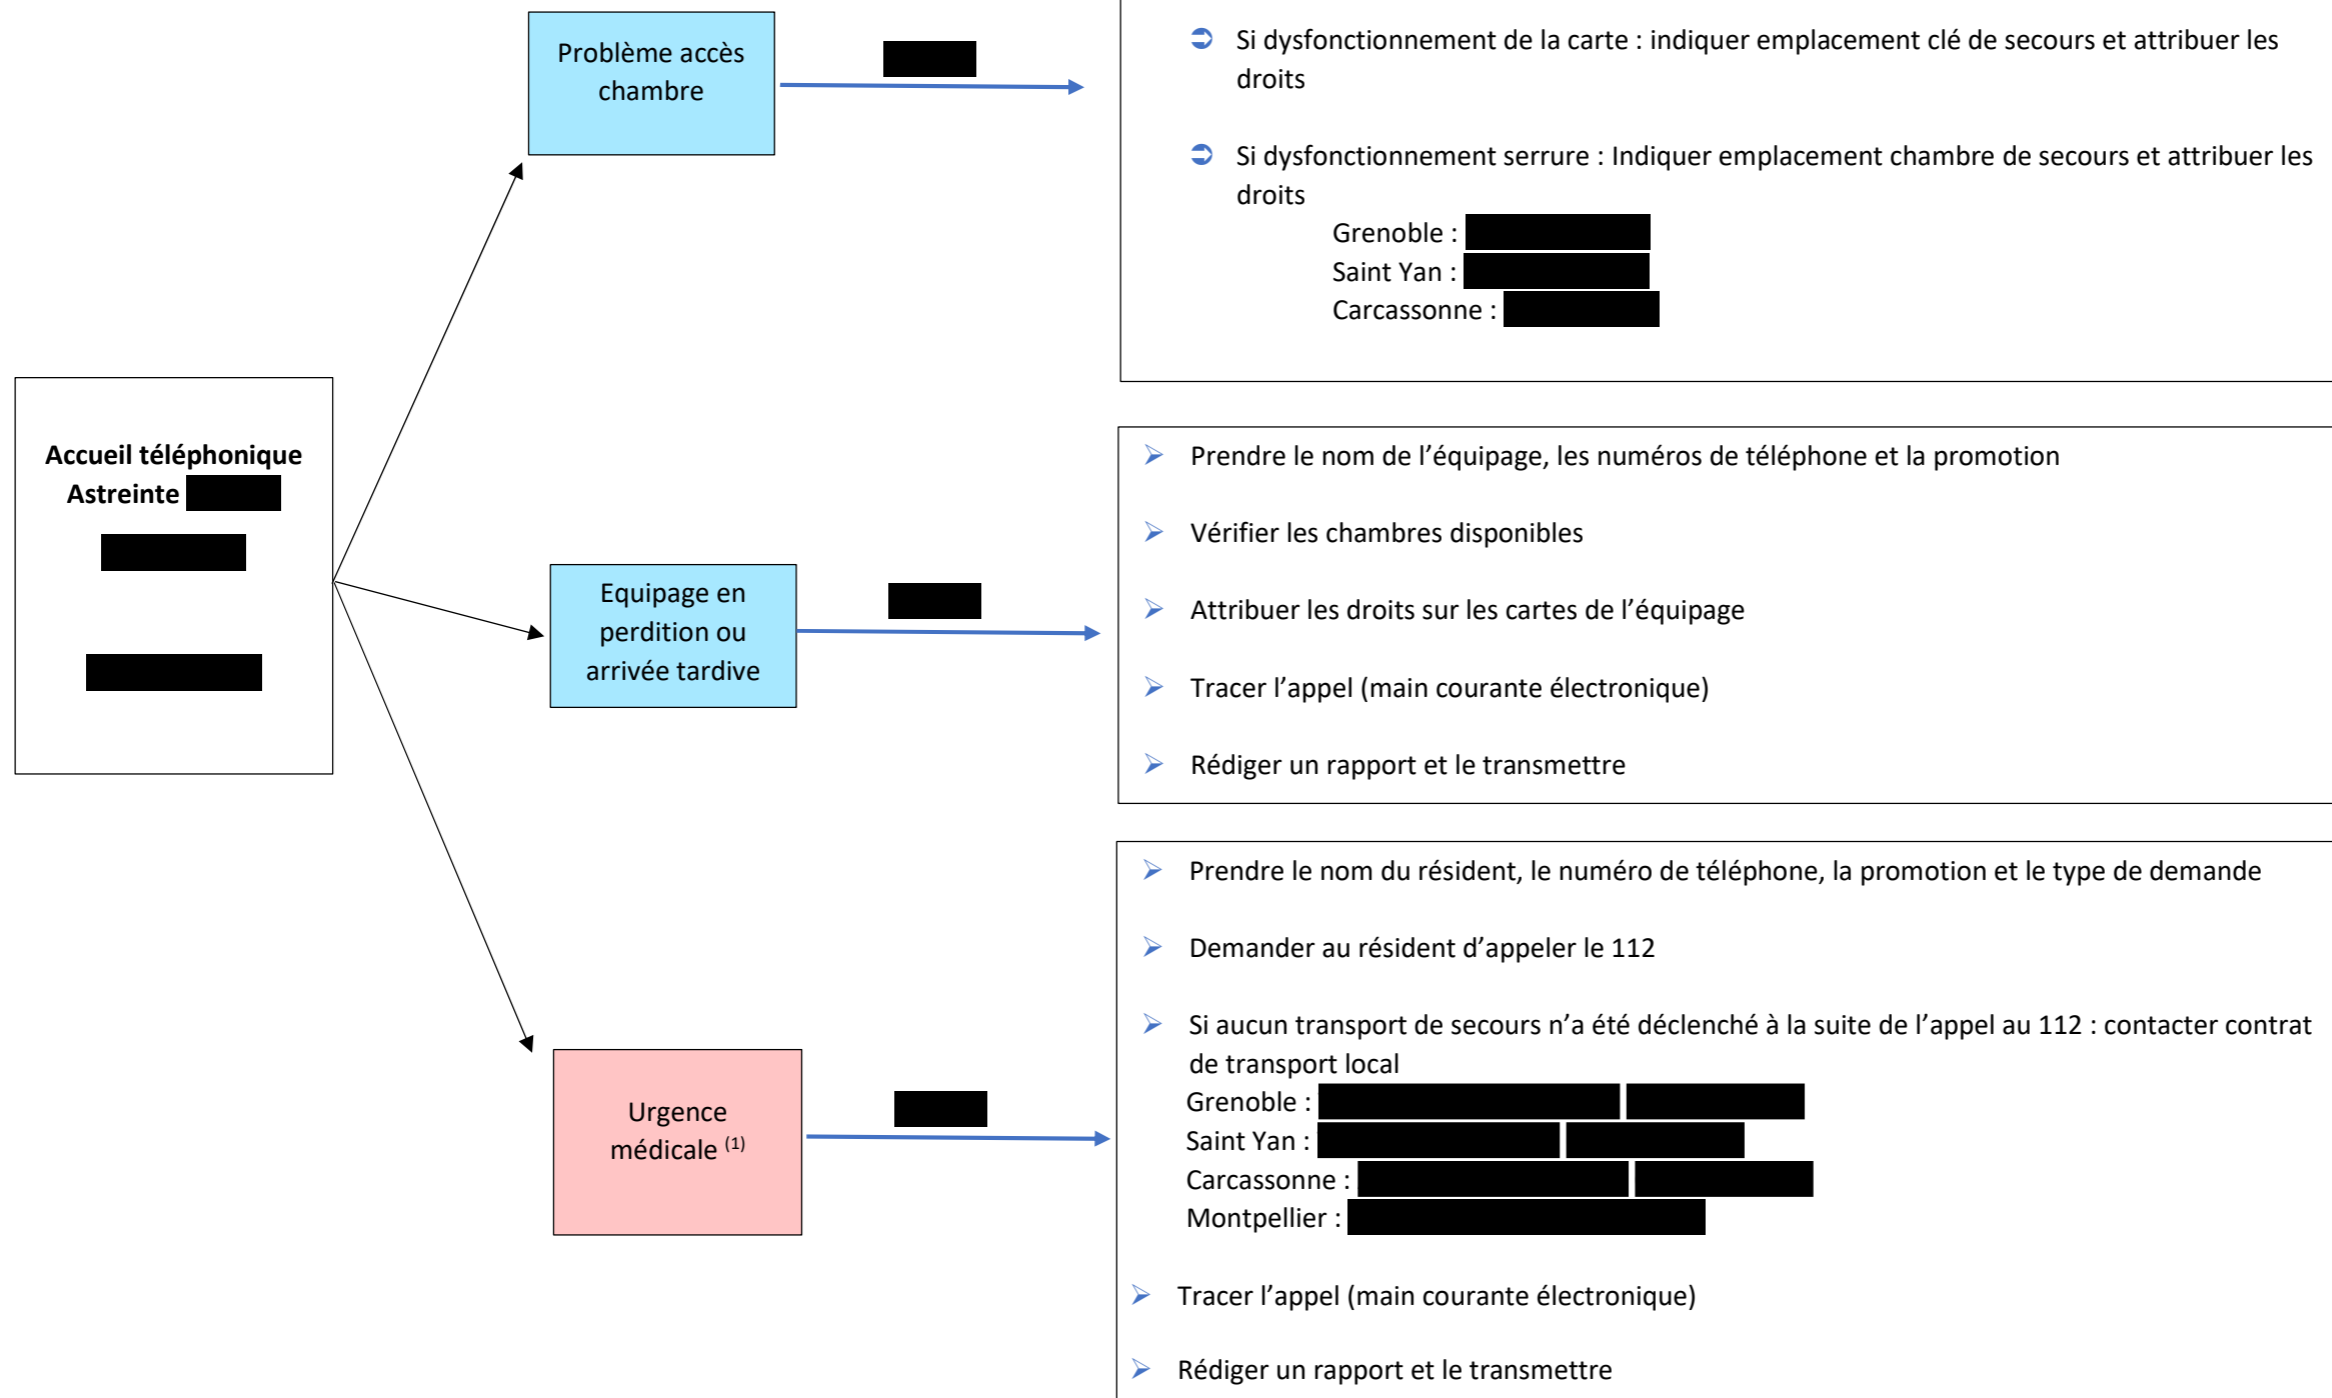 Problème accès
chambre
Si dysfonctionnement de la carte : indiquer emplacement clé de secours et attribuer les
droits
Si dysfonctionnement serrure : Indiquer emplacement chambre de secours et attribuer les
droits
Grenoble :
Saint Yan :
Carcassonne :
Accueil téléphonique
Astreinte
Equipage en
perdition ou
arrivée tardive
Prendre le nom de l’équipage, les numéros de téléphone et la promotion
Vérifier les chambres disponibles
Attribuer les droits sur les cartes de l’équipage
Tracer l’appel (main courante électronique)
Rédiger un rapport et le transmettre
Urgence
médicale (1)
Prendre le nom du résident, le numéro de téléphone, la promotion et le type de demande
Demander au résident d’appeler le 112
Si aucun transport de secours n’a été déclenché à la suite de l’appel au 112 : contacter contrat
de transport local
Grenoble :
Saint Yan :
Carcassonne :
Montpellier :
Tracer l’appel (main courante électronique)
Rédiger un rapport et le transmettre